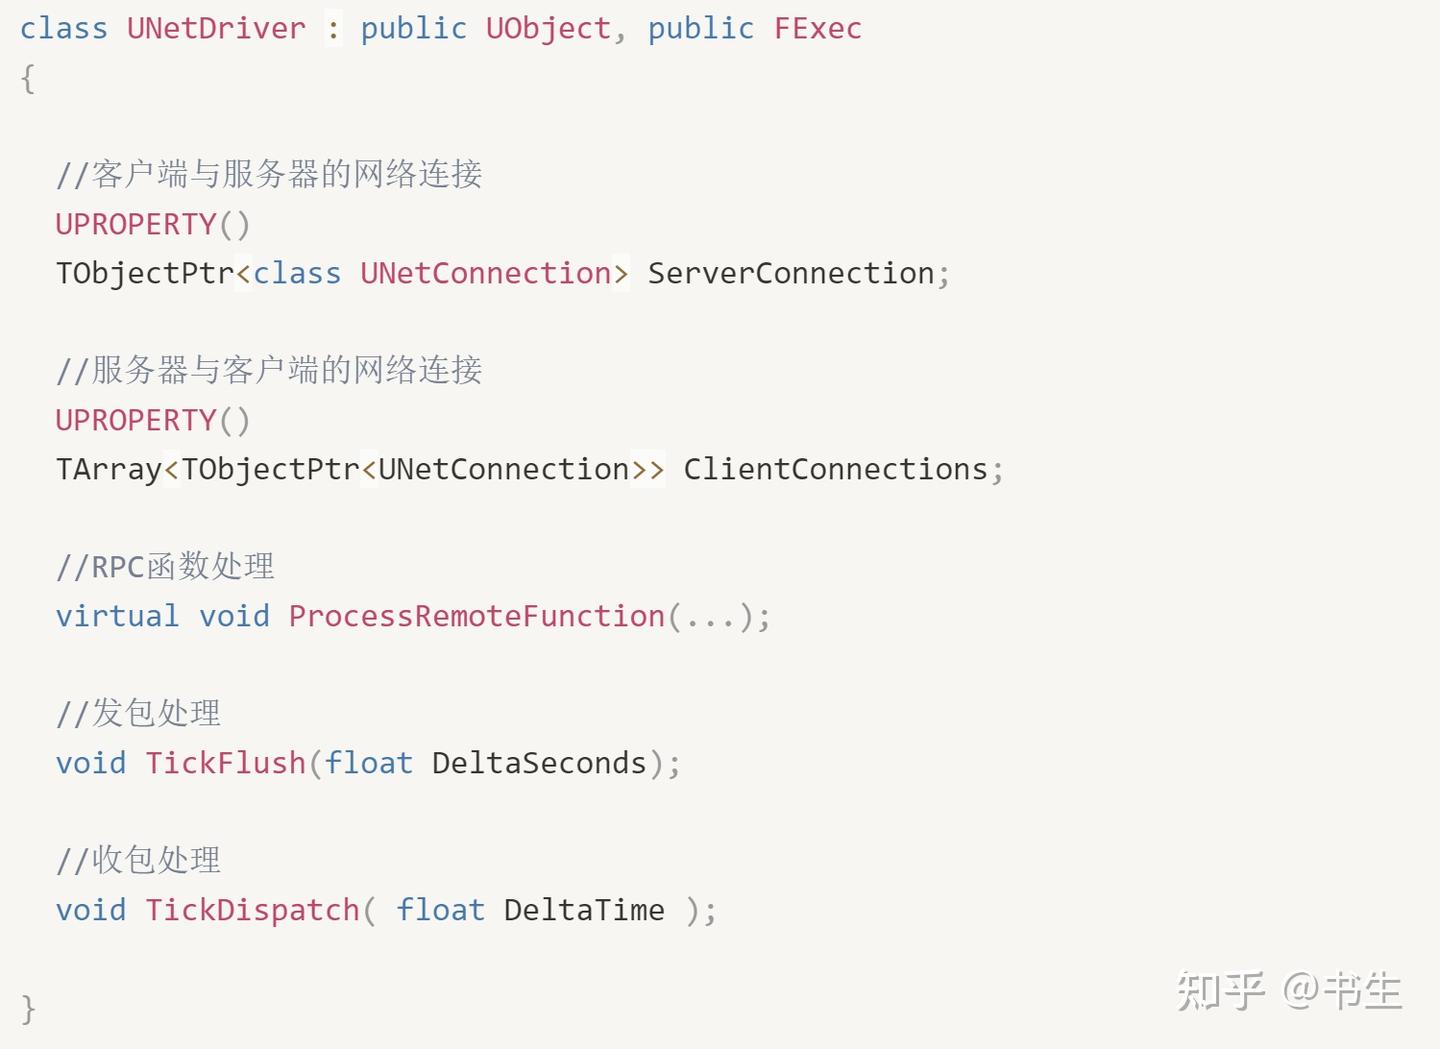 class UNetDriver : public UObject, public FExec
{
//客户端与服务器的网络连接
UPROPERTY()
TObjectPtr<class UNetConnection> ServerConnection;
//服务器与客户端的网络连接
UPROPERTY()
TArray<TObjectPtr<UNetConnection>> ClientConnections;
//RPC函数处理
virtual void ProcessRemoteFunction(...);
//发包处理
void TickFlush(float DeltaSeconds);
//收包处理
void TickDispatch( float DeltaTime );
}
知乎 @书生